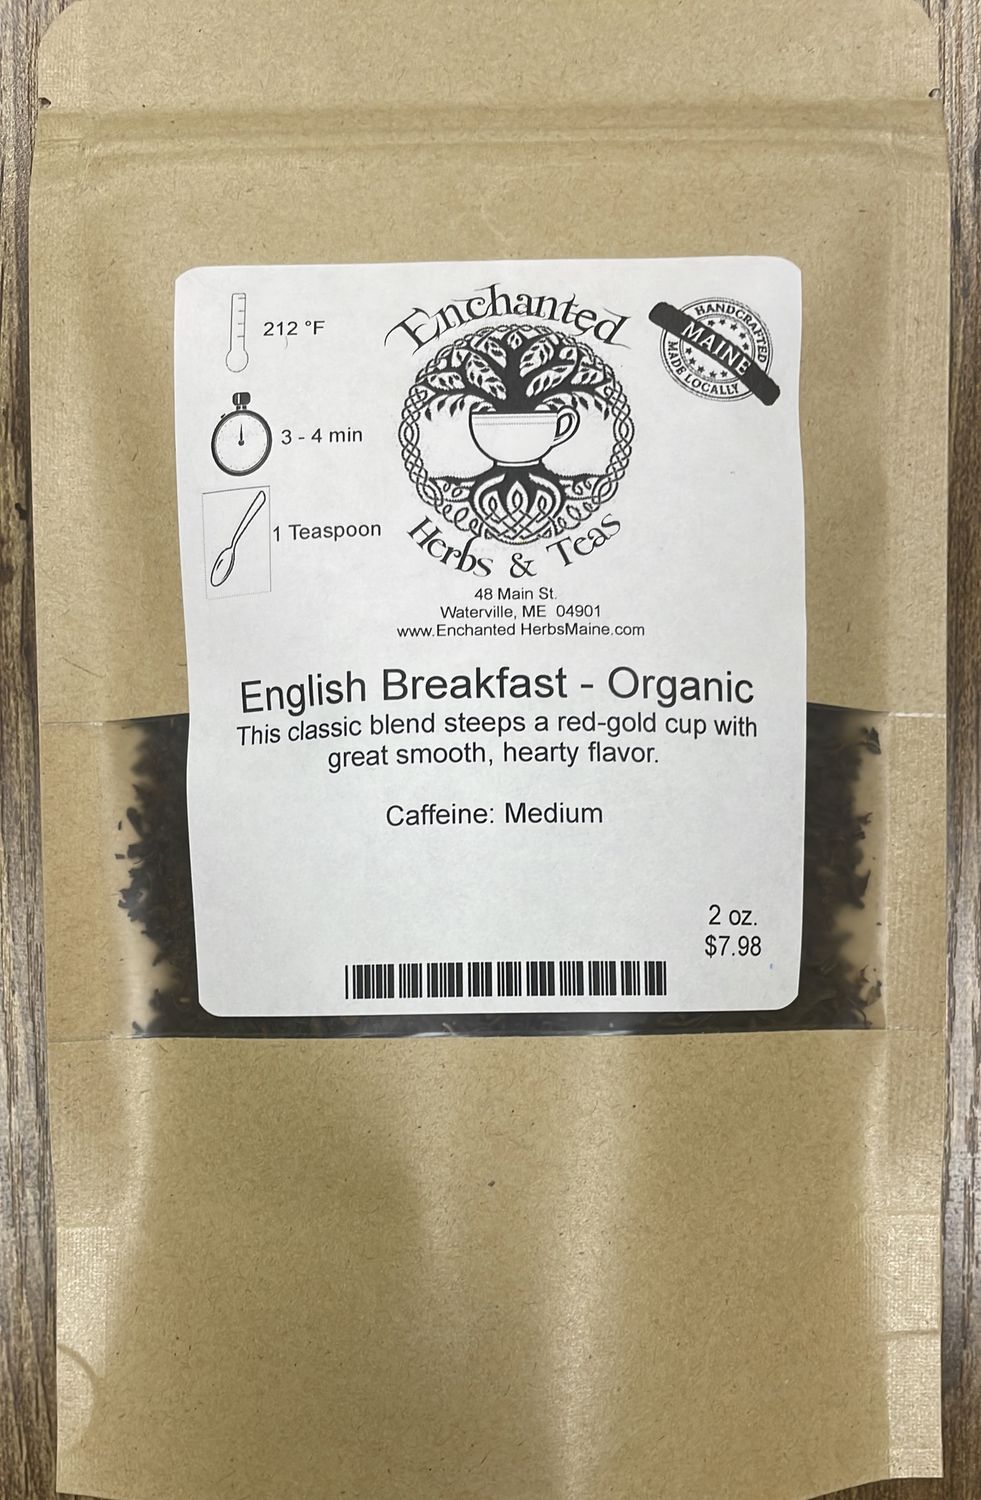 212 °F
3 - 4 min
1 Teaspoon
Enchanted
Herbs & Teas
HANDCRAFTED
MAINE
MADE LOCALLY
48 Main St.
Waterville, ME 04901
www.Enchanted HerbsMaine.com
English Breakfast - Organic
This classic blend steeps a red-gold cup with
great smooth, hearty flavor.
Caffeine: Medium
2 oz.
$7.98